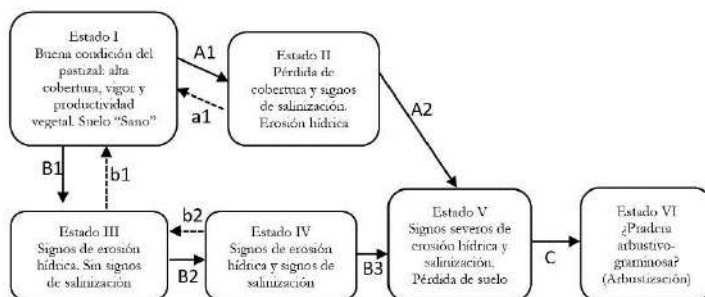 Estado I
Buena condición del
pastizal: alta
cobertura, vigor y
productividad
vegetal. Suelo “Sano”
A1
a1
Estado II
Pérdida de
cobertura y signos
de salinización.
Erosión hídrica
A2
B1
b1
Estado III
Signos de erosión
hídrica. Sin signos
de salinización
b2
B2
Estado IV
Signos de erosión
hídrica y signos de
salinización
B3
Estado V
Signos severos de
erosión hídrica y
salinización.
Pérdida de suelo
C
Estado VI
¿Pradera
arbustivo-
graminosa?
(Arbustización)